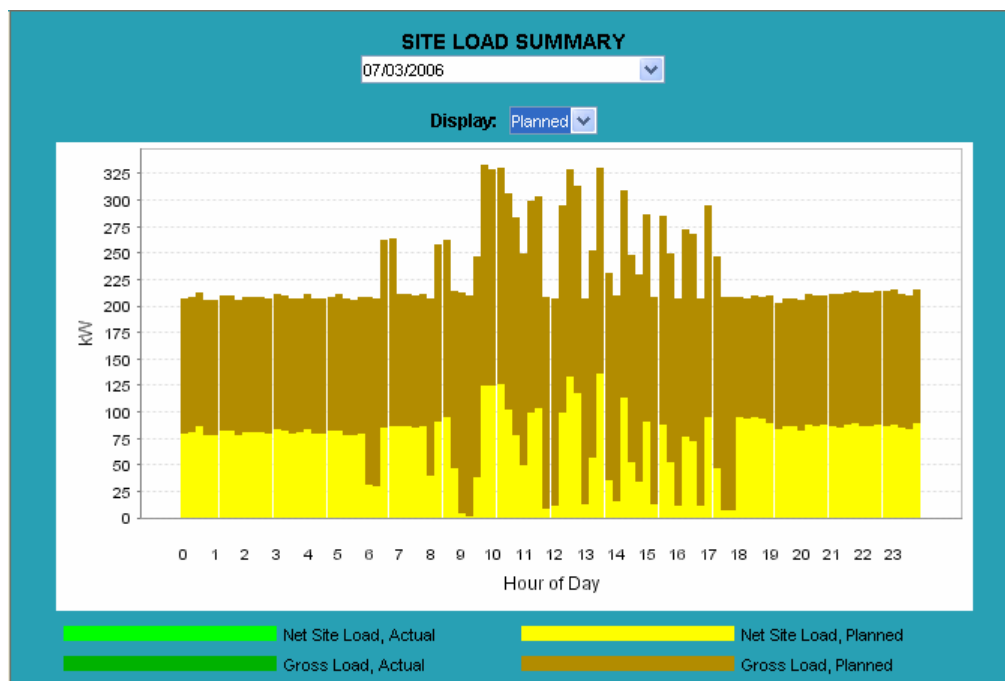 SITE LOAD SUMMARY
07/03/2006
Display: Planned
325
300
275
250
225
200
175
150
125
100
75
50
25
0
kW
0 1 2 3 4 5 6 7 8 9 10 11 12 13 14 15 16 17 18 19 20 21 22 23
Hour of Day
Net Site Load, Actual Net Site Load, Planned
Gross Load, Actual Gross Load, Planned